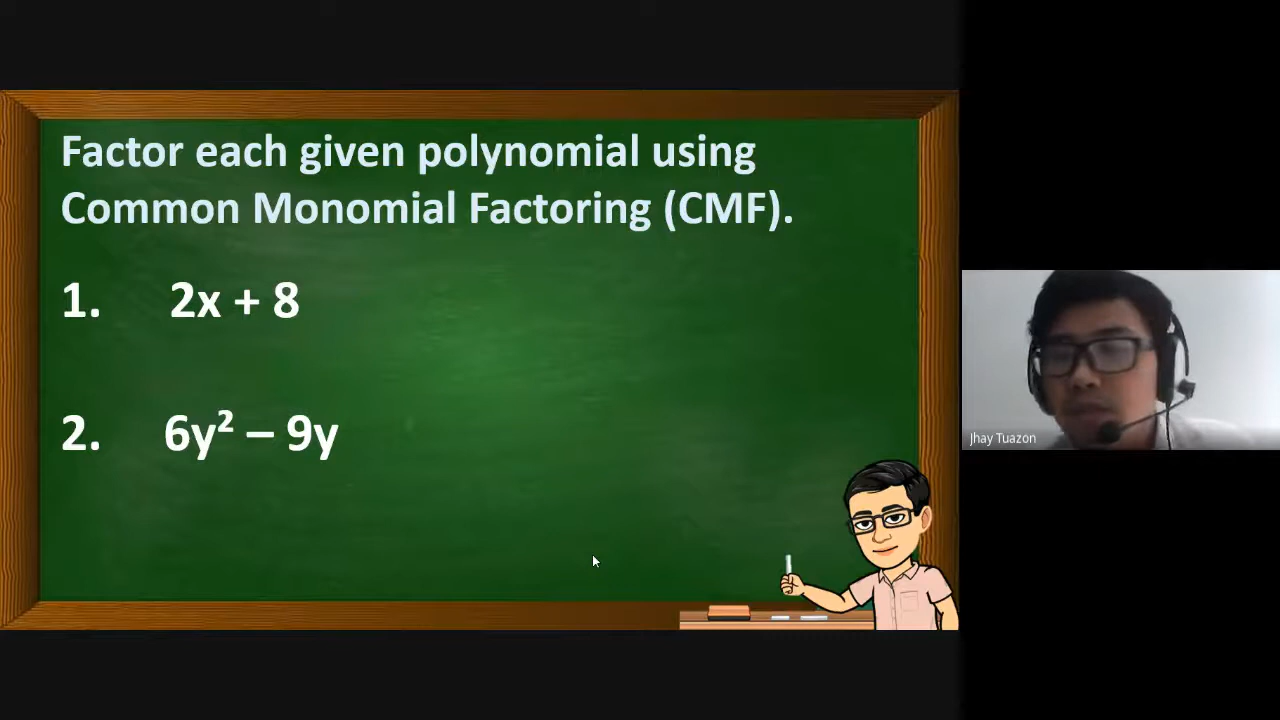 Factor each given polynomial using
Common Monomial Factoring (CMF).
1. 2x + 8
2. 6y² – 9y
Jhay Tuazon